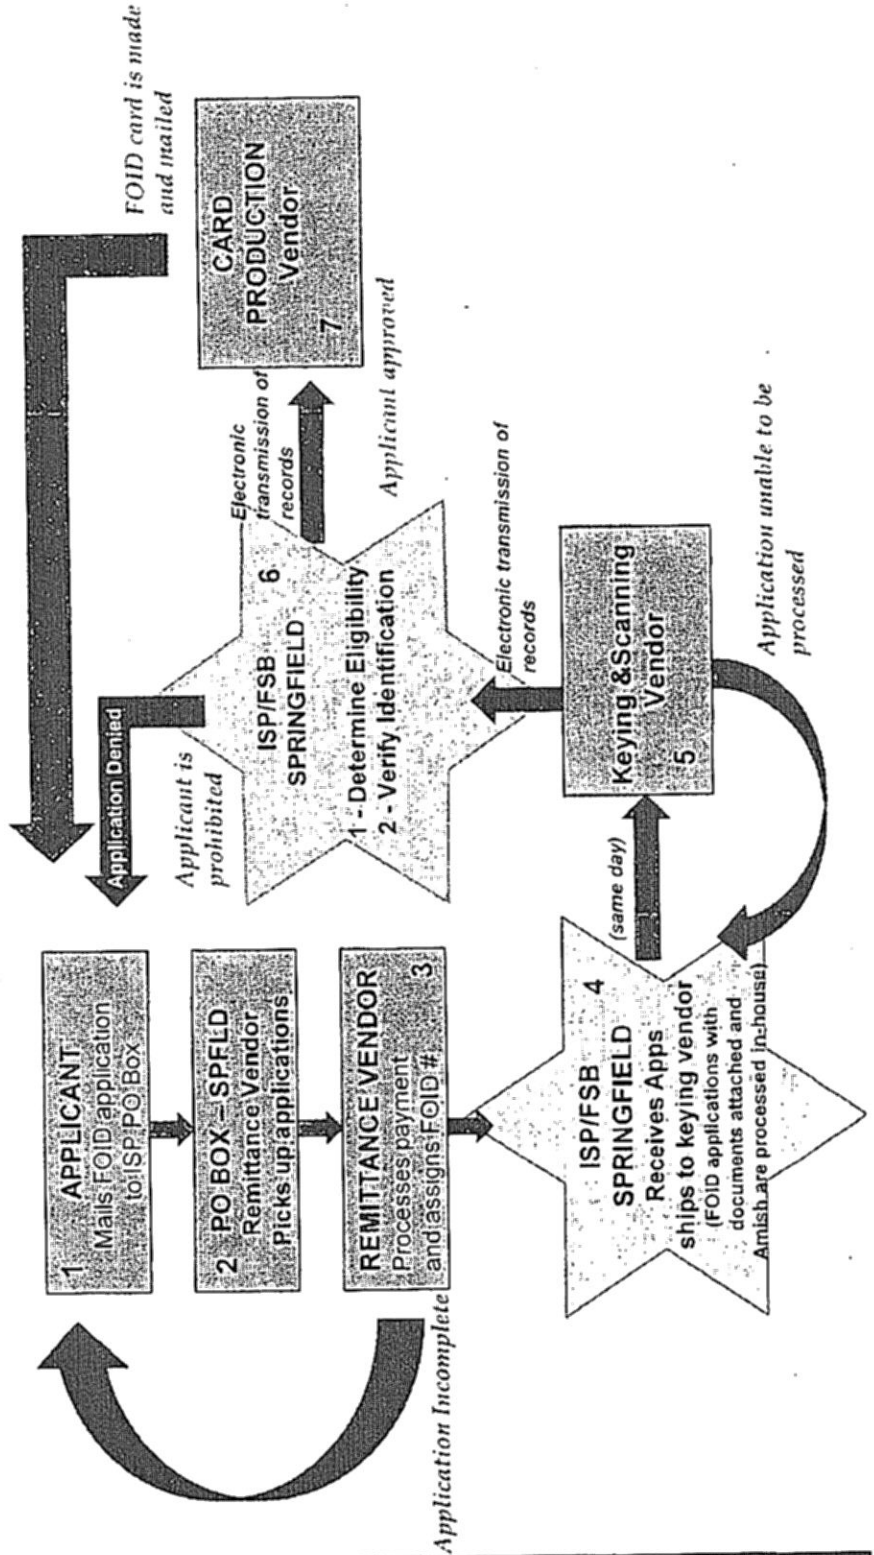 1 APPLICANT
Mails FOID application
to ISP PO Box
2 PO BOX – SPFLD
Remittance Vendor
Picks up applications
REMITTANCE VENDOR
Processes payment 3
and assigns FOID #
Application Incomplete
ISP/FSB 4
SPRINGFIELD
Receives Apps
ships to keying vendor
(FOID applications with
documents attached and
Amish are processed in-house)
(same day)
Keying &Scanning
Vendor
5
Application unable to be
processed
Electronic transmission of
records
ISP/FSB 6
SPRINGFIELD
1 - Determine Eligibility
2 - Verify Identification
Application Denied
Applicant is
prohibited
Electronic
transmission of
records
Applicant approved
CARD
PRODUCTION
Vendor
7
FOID card is made
and mailed